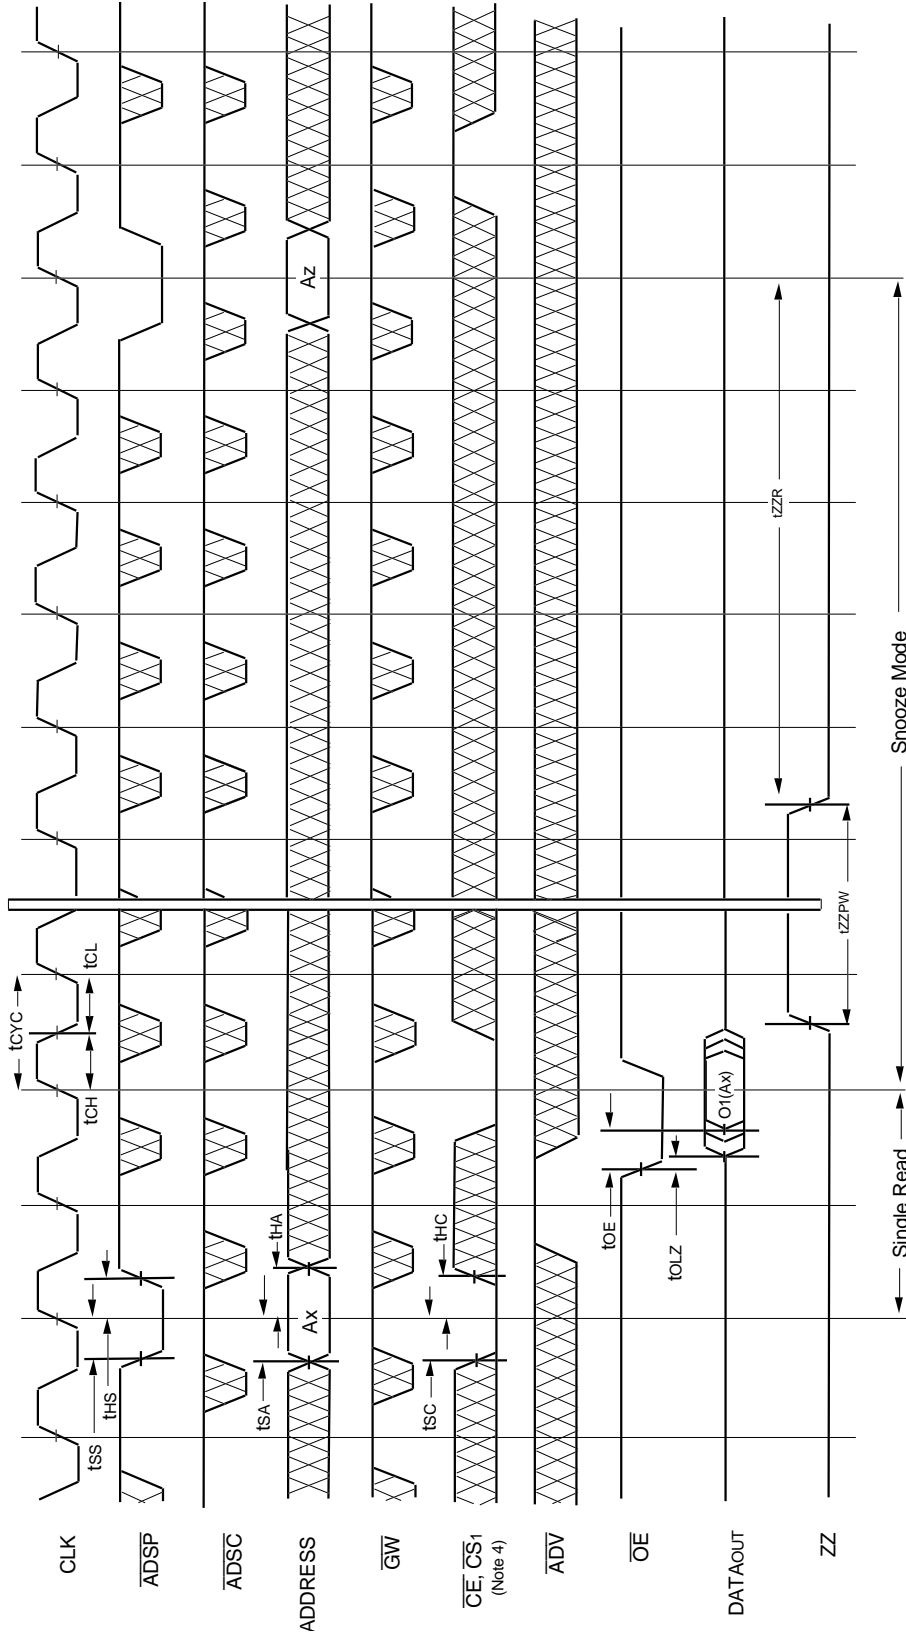 CLK
ADSP
ADSC
ADDRESS
GW
CE, CS1
(Note 4)
ADV
OE
DATAOUT
ZZ
tCYC
tCH
tCL
tSS
tHS
tSA
tHA
Ax
Az
tSC
tHC
tOE
tOLZ
O1(Ax)
tZZPW
tZZR
Single Read
Snooze Mode